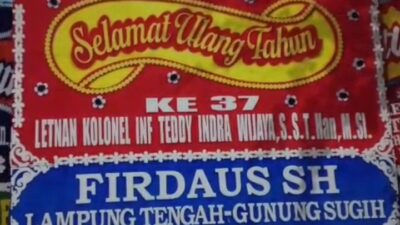 Selamat Ulang Tahun
KE 37
LETNAN KOLONEL INF TEDDY INDRA WIJAYA,S.S.T.Han,M.SI.
FIRDAUS SH
LAMPUNG TENGAH-GUNUNG SUGIH